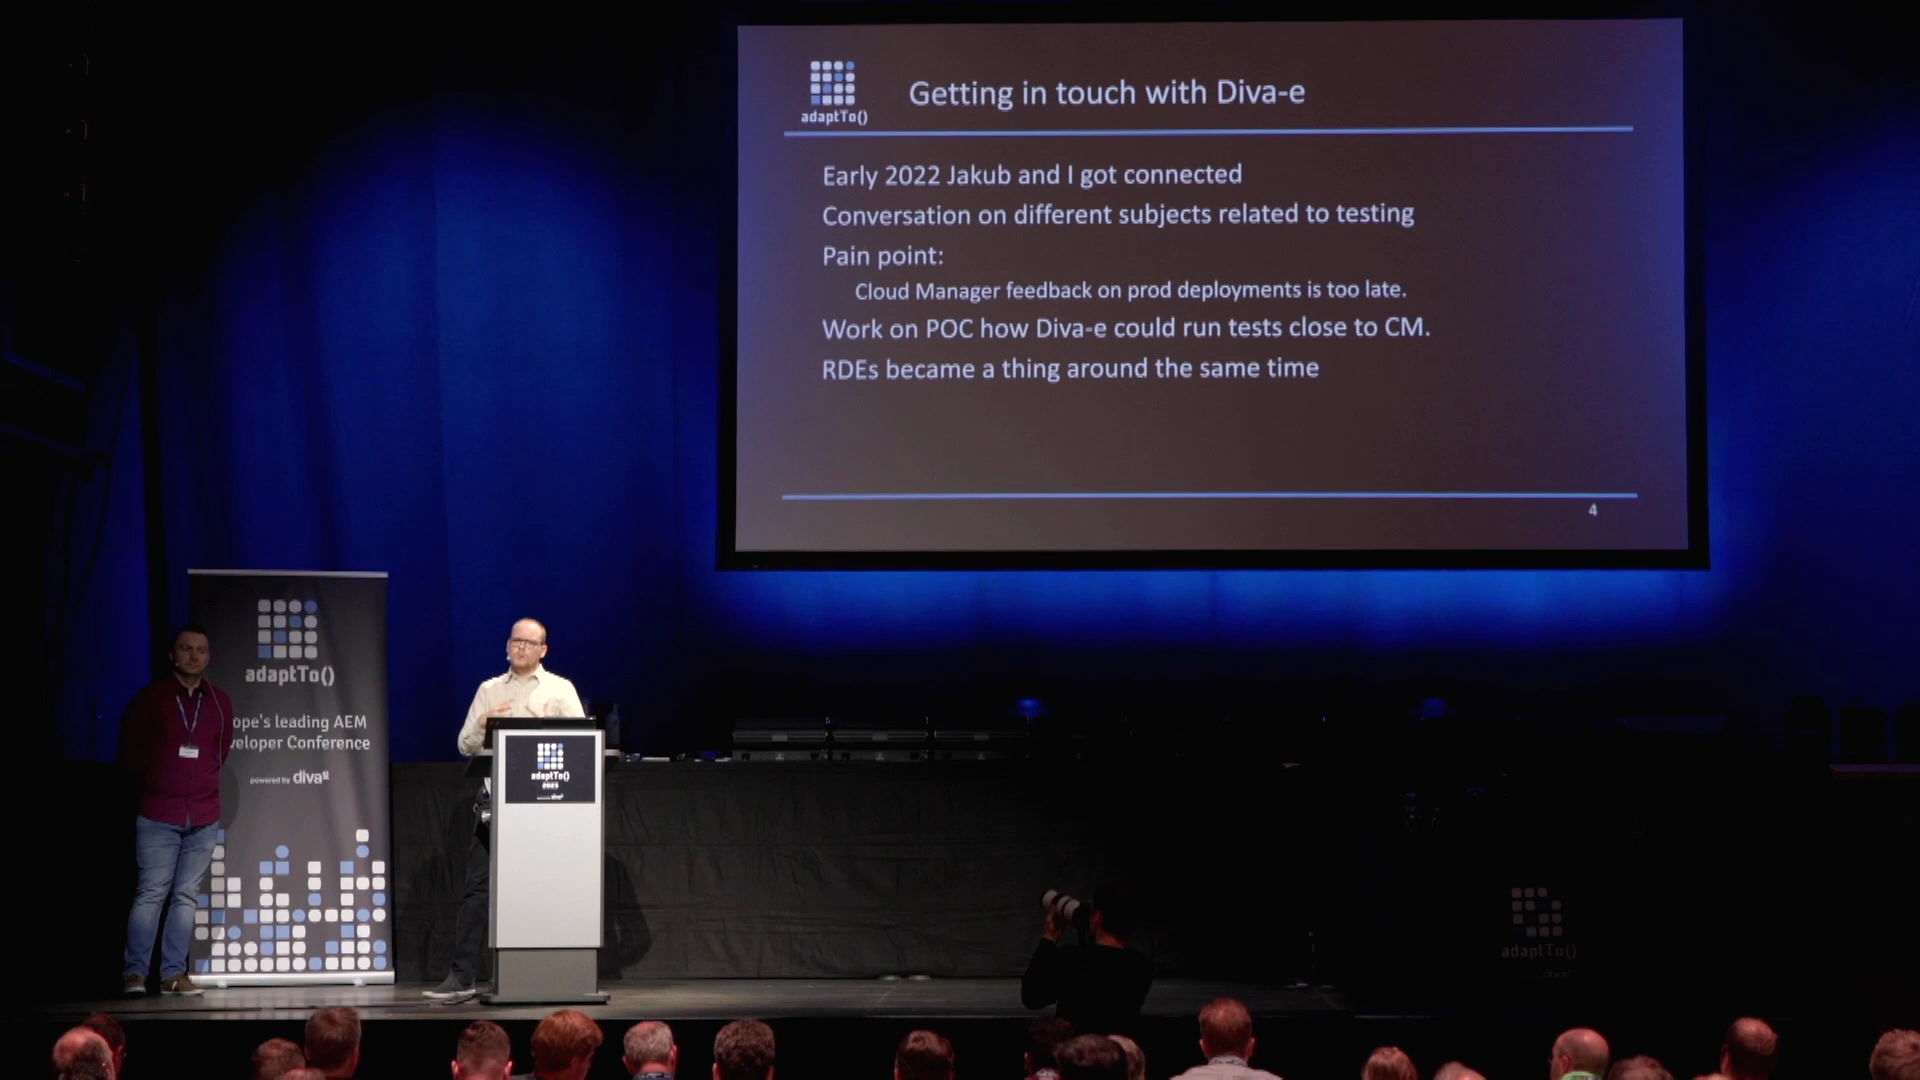 adaptTo()
Getting in touch with Diva-e
Early 2022 Jakub and I got connected
Conversation on different subjects related to testing
Pain point:
Cloud Manager feedback on prod deployments is too late.
Work on POC how Diva-e could run tests close to CM.
RDEs became a thing around the same time
4
adaptTo()
ope's leading AEM
veloper Conference
powered by diva-e
adaptTo()
2023
adaptTo()
diva-e